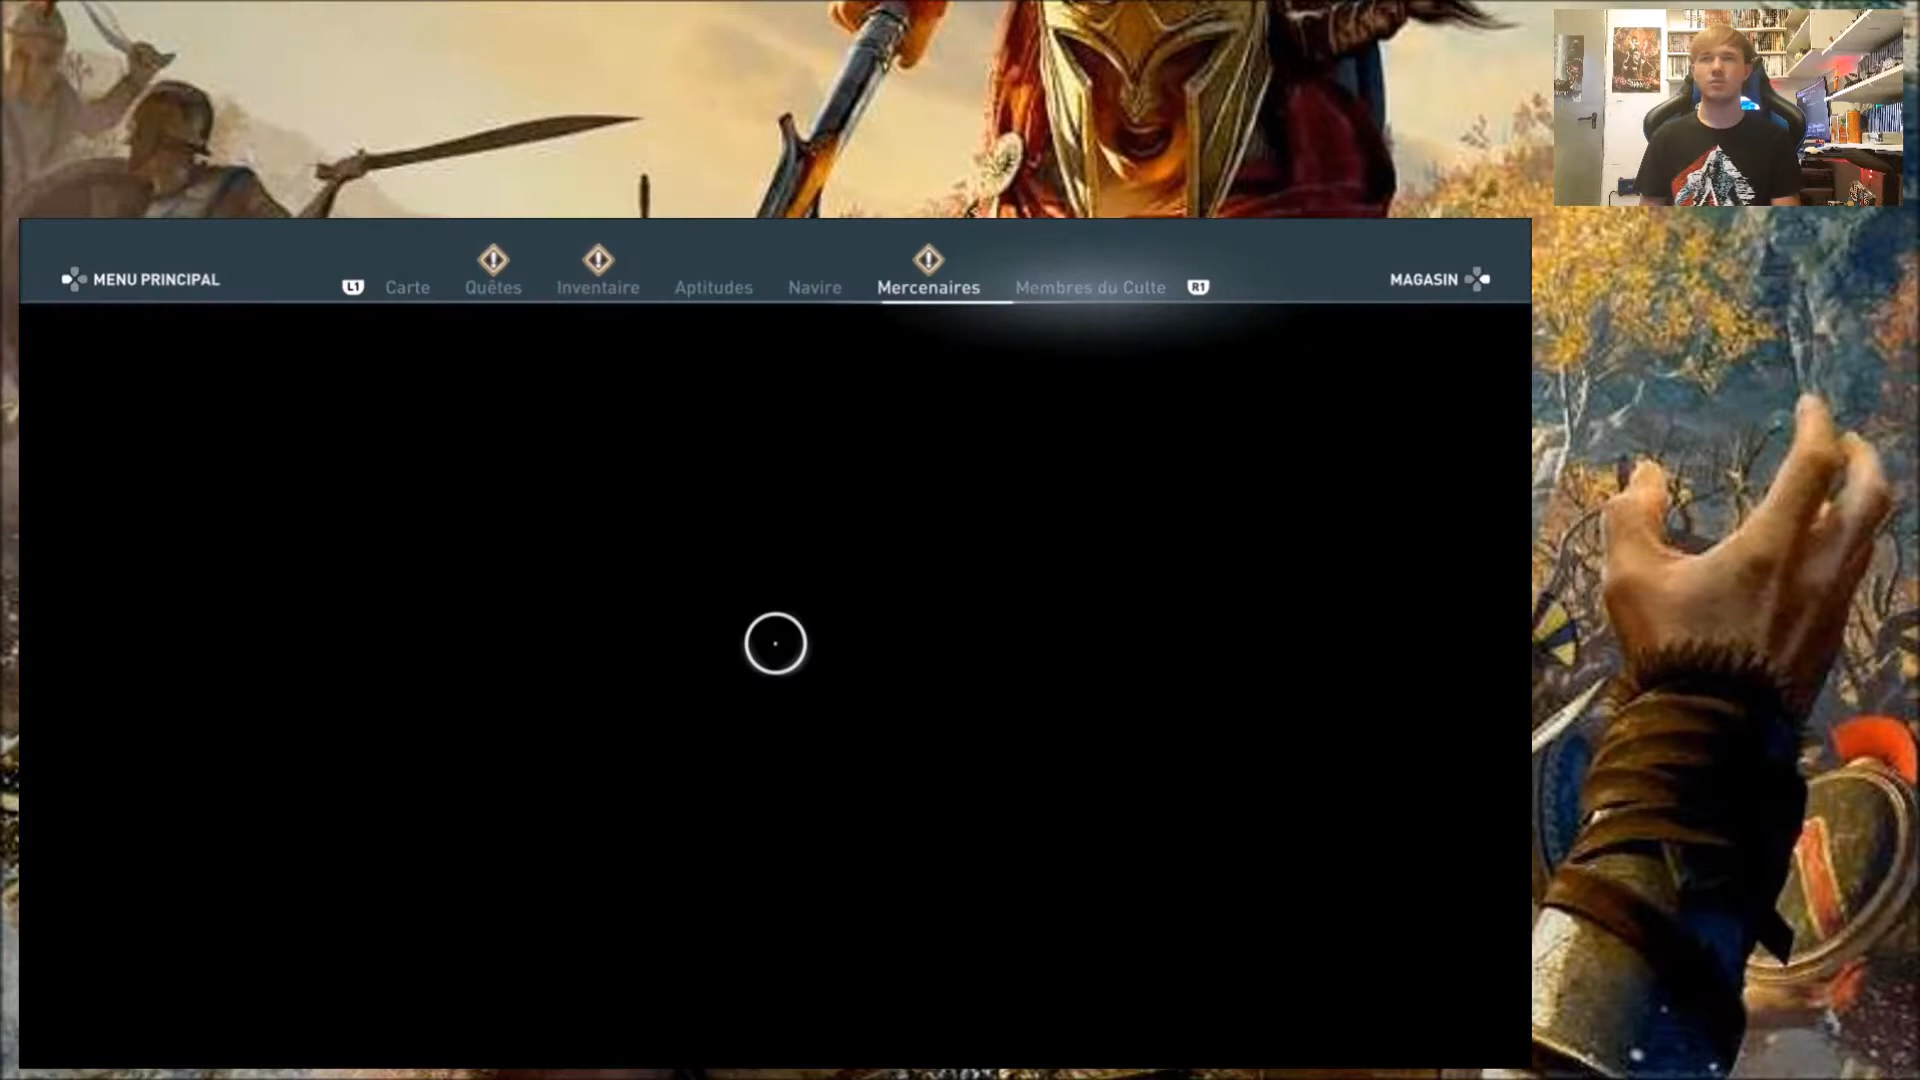 MENU PRINCIPAL
L1 Carte Quêtes Inventaire Aptitudes Navire Mercenaires Membres du Culte R1
MAGASIN